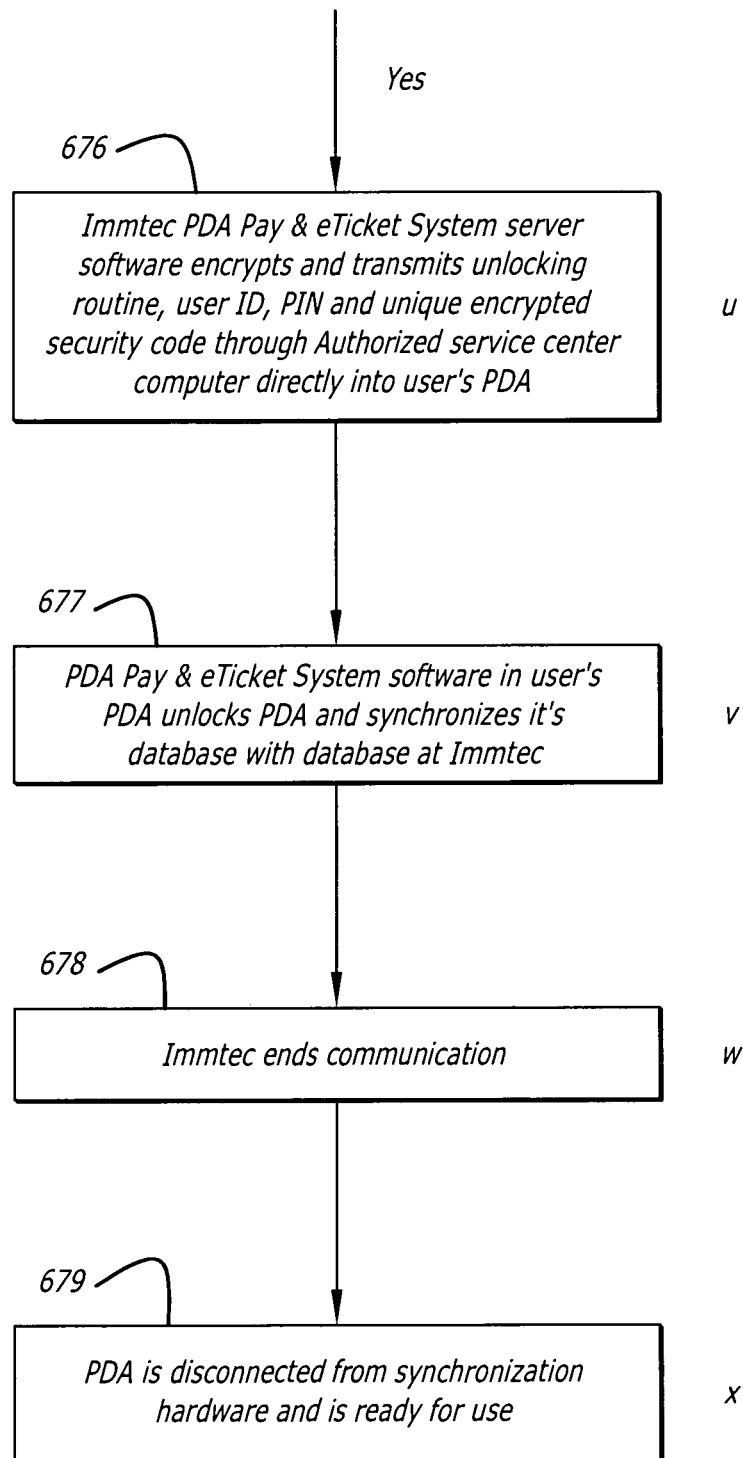 Yes
676
Immtec PDA Pay & eTicket System server
software encrypts and transmits unlocking
routine, user ID, PIN and unique encrypted
security code through Authorized service center
computer directly into user's PDA
u
677
PDA Pay & eTicket System software in user's
PDA unlocks PDA and synchronizes it's
database with database at Immtec
v
678
Immtec ends communication
w
679
PDA is disconnected from synchronization
hardware and is ready for use
x